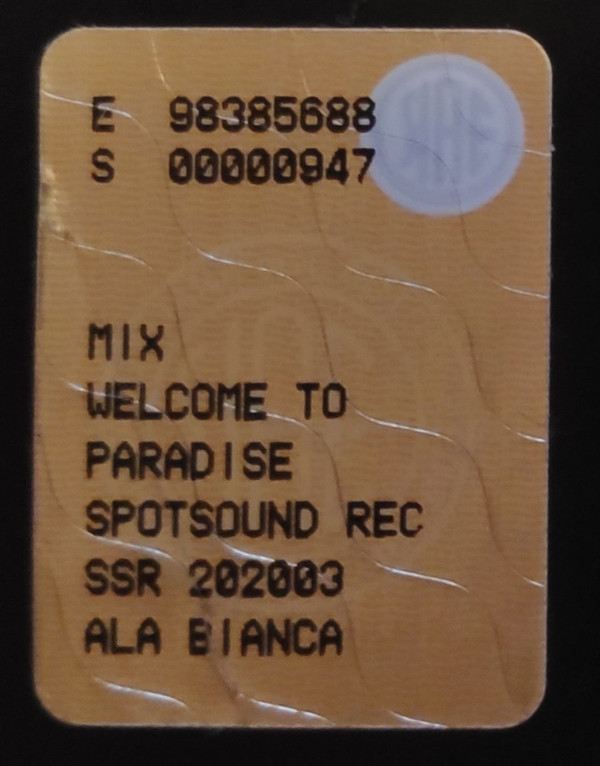 E 98385688
S 00000947
MIX
WELCOME TO
PARADISE
SPOTSOUND REC
SSR 202003
ALA BIANCA